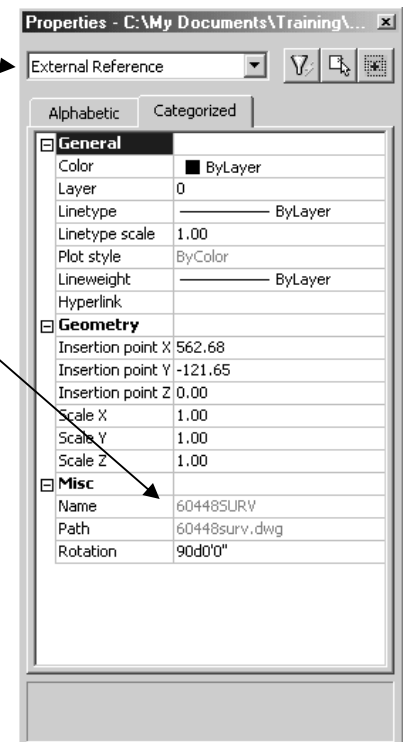 Properties - C:\My Documents\Training\...
External Reference
Alphabetic Categorized
General
Color ByLayer
Layer 0
Linetype ByLayer
Linetype scale 1.00
Plot style ByColor
Lineweight ByLayer
Hyperlink
Geometry
Insertion point X 562.68
Insertion point Y -121.65
Insertion point Z 0.00
Scale X 1.00
Scale Y 1.00
Scale Z 1.00
Misc
Name 60448SURV
Path 60448surv.dwg
Rotation 90d0'0"